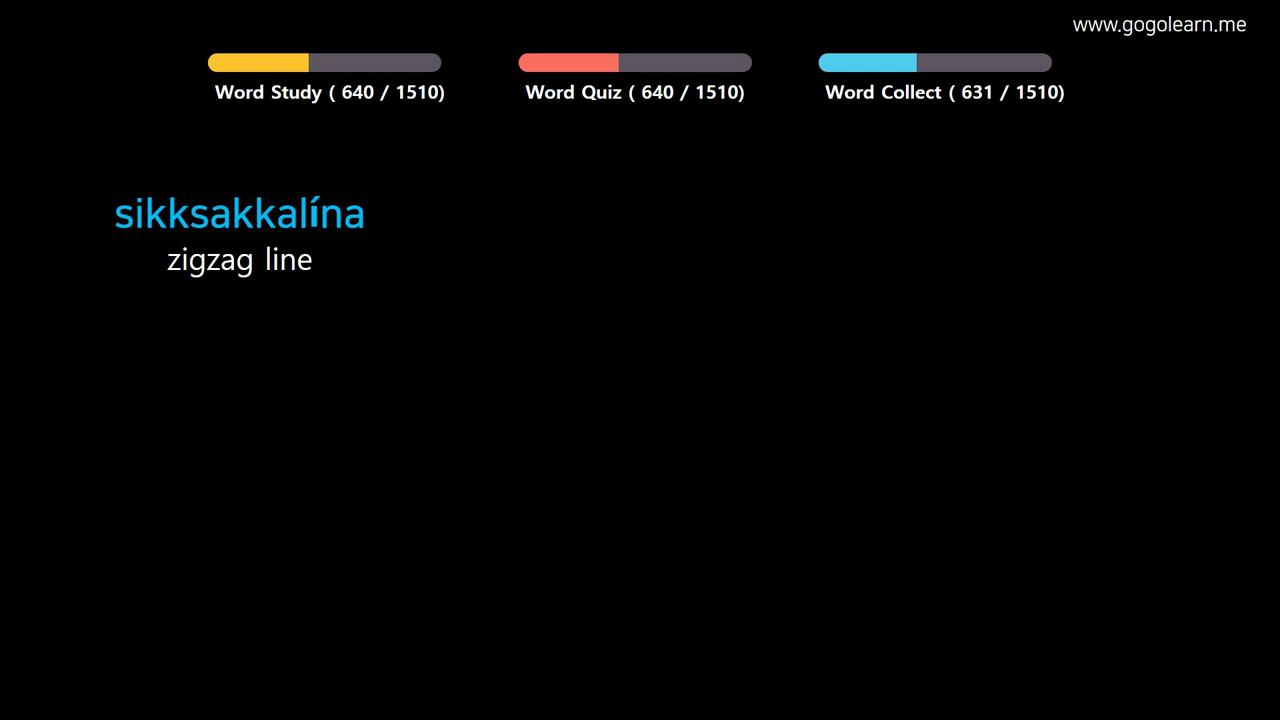 www.gogolearn.me
Word Study ( 640 / 1510)
Word Quiz ( 640 / 1510)
Word Collect ( 631 / 1510)
sikksakkalína
zigzag line